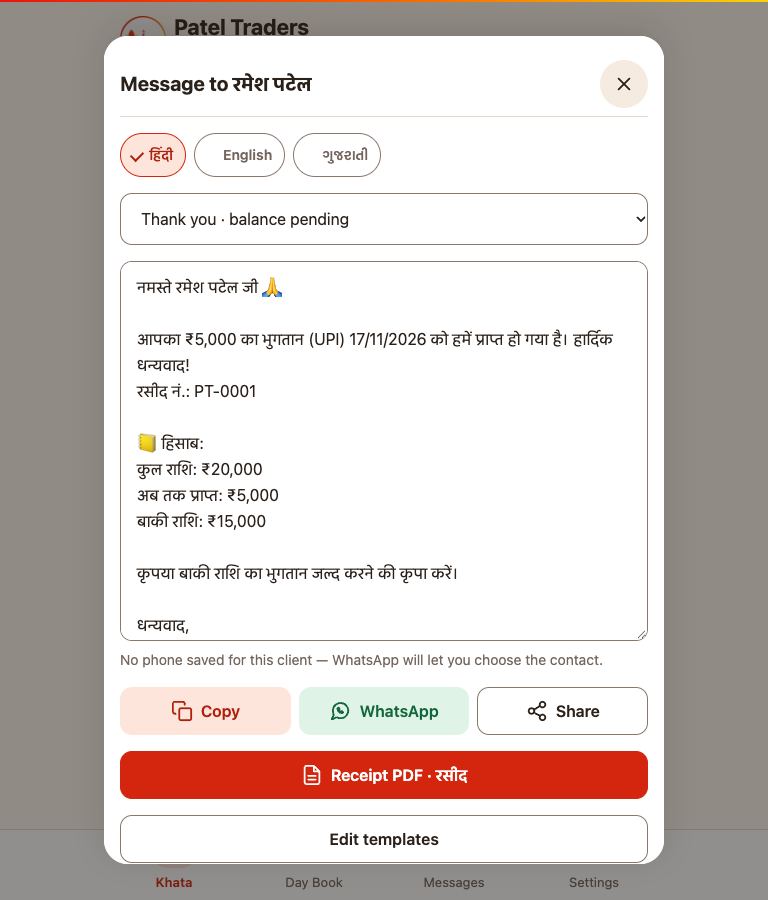 Patel Traders
Message to रमेश पटेल
हिंदी
English
ગુજરાતી
Thank you · balance pending
नमस्ते रमेश पटेल जी 🙏
आपका ₹5,000 का भुगतान (UPI) 17/11/2026 को हमें प्राप्त हो गया है। हार्दिक
धन्यवाद!
रसीद नं.: PT-0001
📒 हिसाब:
कुल राशि: ₹20,000
अब तक प्राप्त: ₹5,000
बाकी राशि: ₹15,000
कृपया बाकी राशि का भुगतान जल्द करने की कृपा करें।
धन्यवाद,
No phone saved for this client — WhatsApp will let you choose the contact.
Copy
WhatsApp
Share
Receipt PDF · रसीद
Edit templates
Khata
Day Book
Messages
Settings